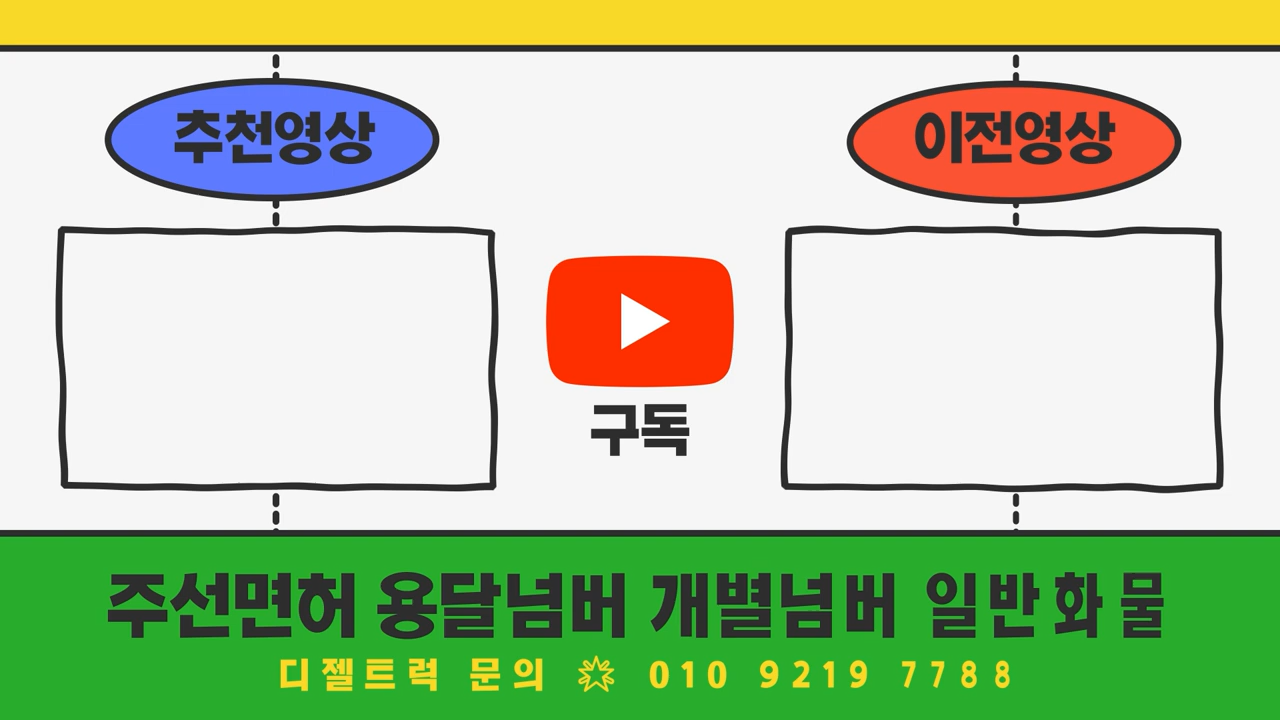 추천영상
이전영상
구독
주선면허 용달넘버 개별넘버 일반화물
디젤트럭 문의 010 9219 7788